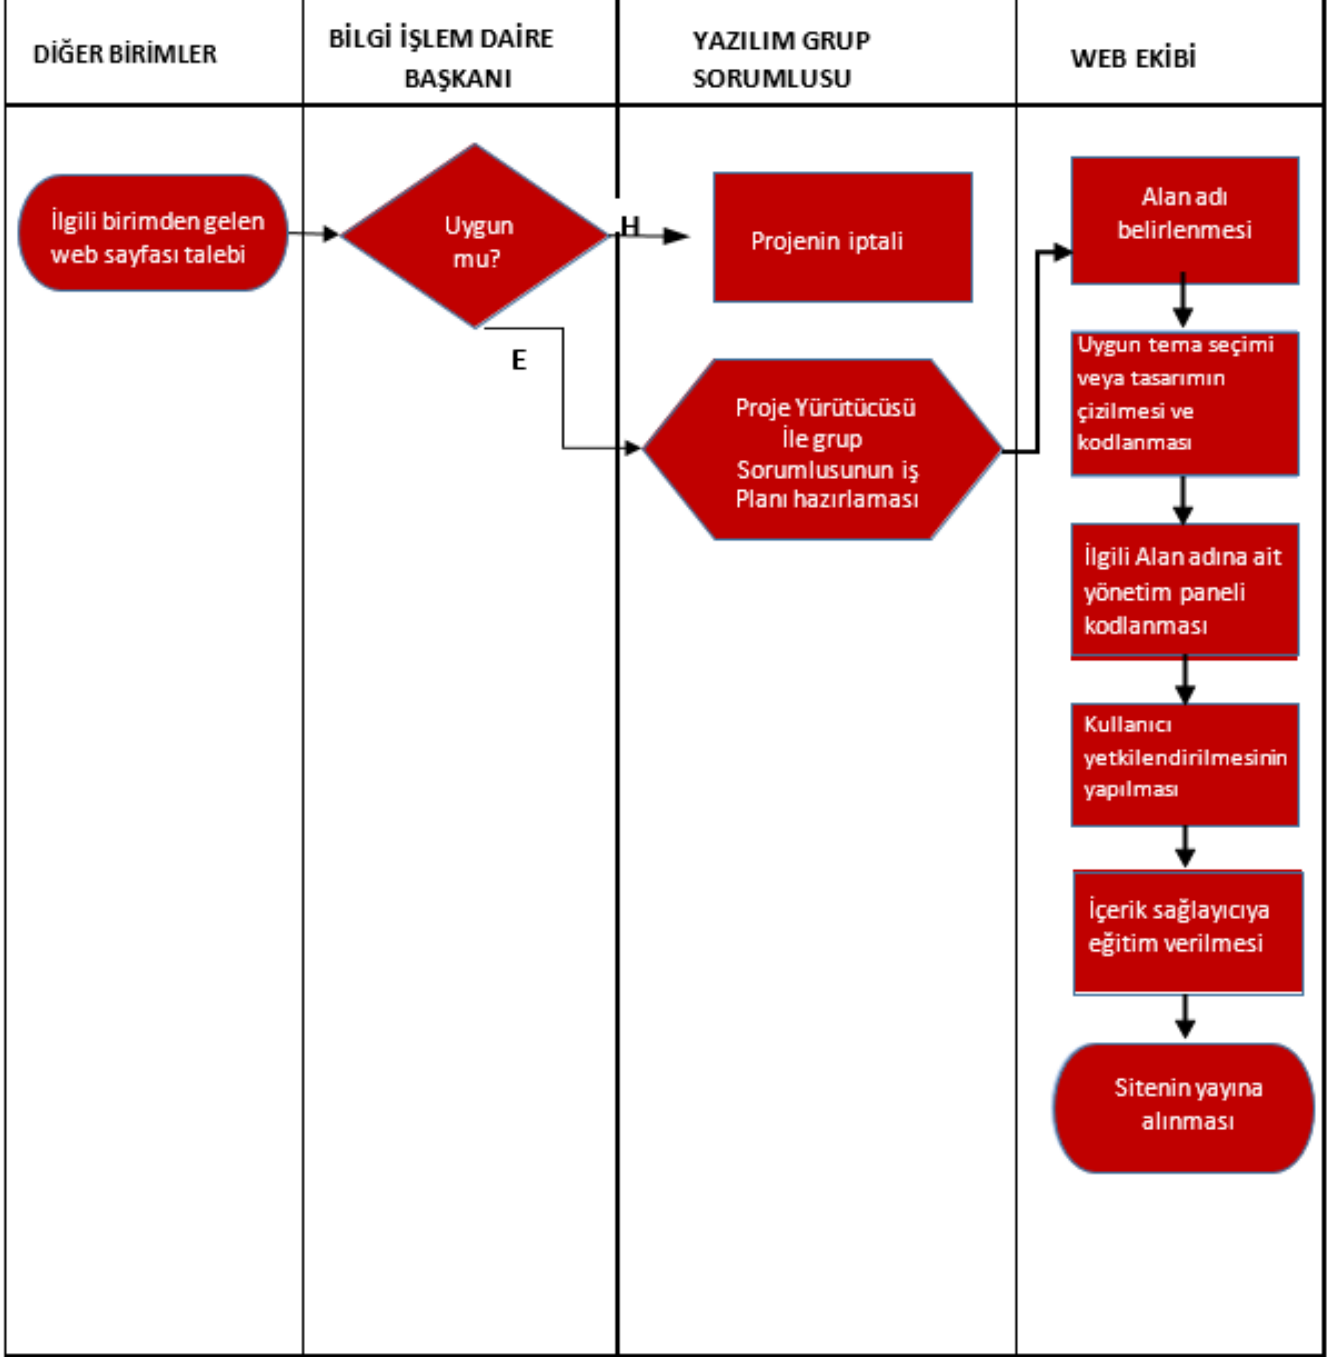 DİĞER BİRİMLER
BİLGİ İŞLEM DAİRE
BAŞKANI
YAZILIM GRUP
SORUMLUSU
WEB EKİBİ
İlgili birimden gelen
web sayfası talebi
Uygun
mu?
H
E
Projenin iptali
Proje Yürütücüsü
İle grup
Sorumlusunun iş
Planı hazırlaması
Alan adı
belirlenmesi
Uygun tema seçimi
veya tasarımın
çizilmesi ve
kodlanması
İlgili Alan adına ait
yönetim paneli
kodlanması
Kullanıcı
yetkilendirilmesinin
yapılması
İçerik sağlayıcıya
eğitim verilmesi
Sitenin yayına
alınması